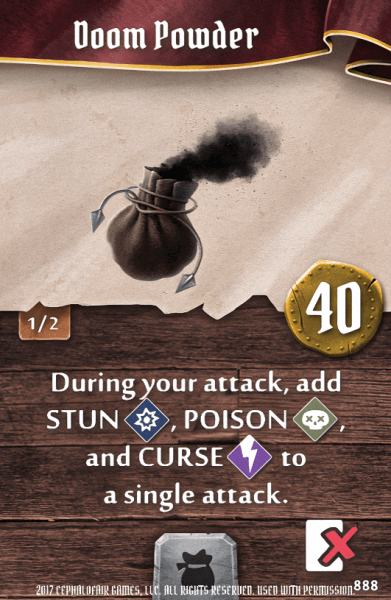 Doom Powder
1/2
40
During your attack, add
STUN, POISON,
and CURSE to
a single attack.
2017 CEPHALOFAIR GAMES, LLC. ALL RIGHTS RESERVED. USED WITH PERMISSION.
888